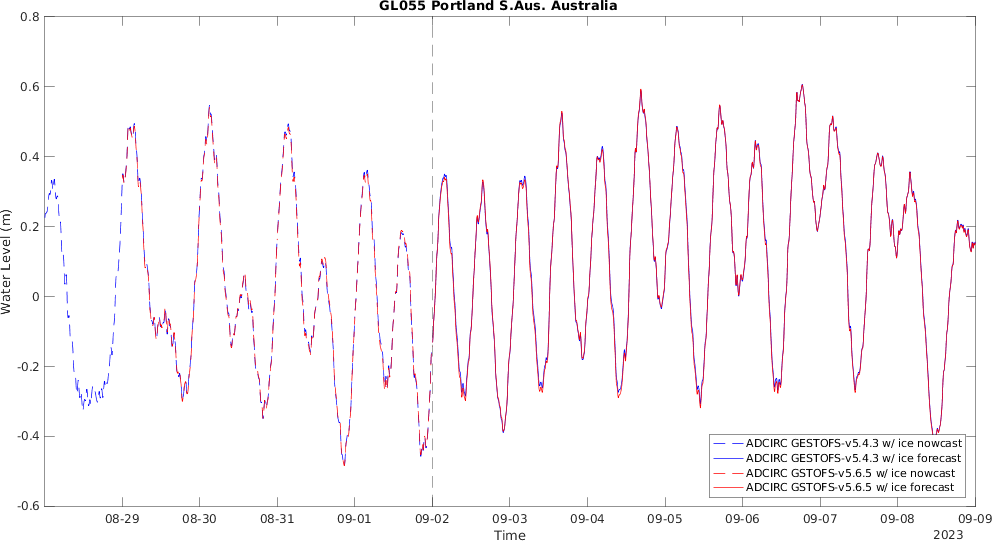 GL055 Portland S.Aus. Australia
0.8
0.6
0.4
0.2
0
-0.2
-0.4
-0.6
Water Level (m)
08-29 08-30 08-31 09-01 09-02 09-03 09-04 09-05 09-06 09-07 09-08 09-09
Time
2023
ADCIRC GESTOFS-v5.4.3 w/ ice nowcast
ADCIRC GESTOFS-v5.4.3 w/ ice forecast
ADCIRC GSTOFS-v5.6.5 w/ ice nowcast
ADCIRC GSTOFS-v5.6.5 w/ ice forecast